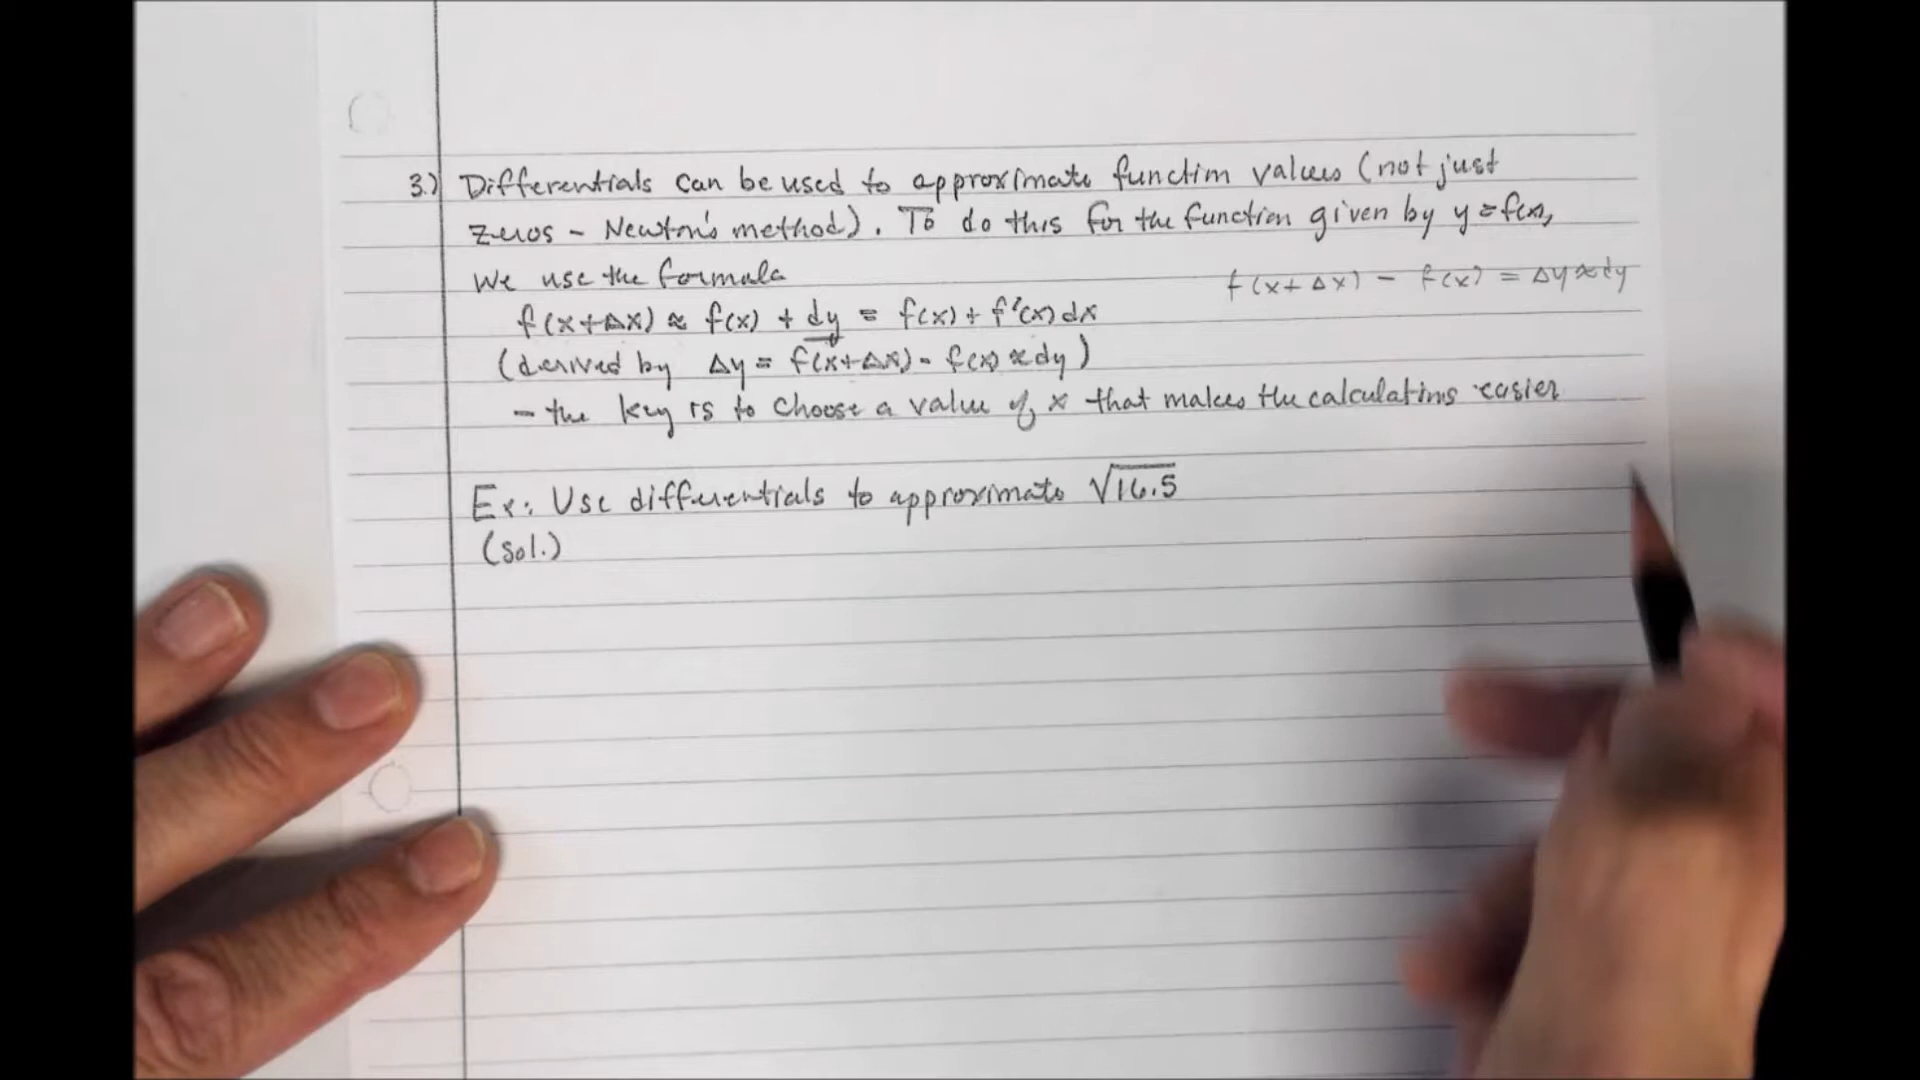 3.) Differentials can be used to approximate function values (not just
zeros - Newton's method). To do this for the function given by y = f(x),
We use the formula
f(x+Δx) - f(x) = Δy ≈ dy
f(x+Δx) ≈ f(x) + dy = f(x) + f'(x) dx
(derived by Δy = f(x+Δx) - f(x) ≈ dy)
- the key is to choose a value of x that makes the calculations easier
Ex: Use differentials to approximate √16.5
(Sol.)